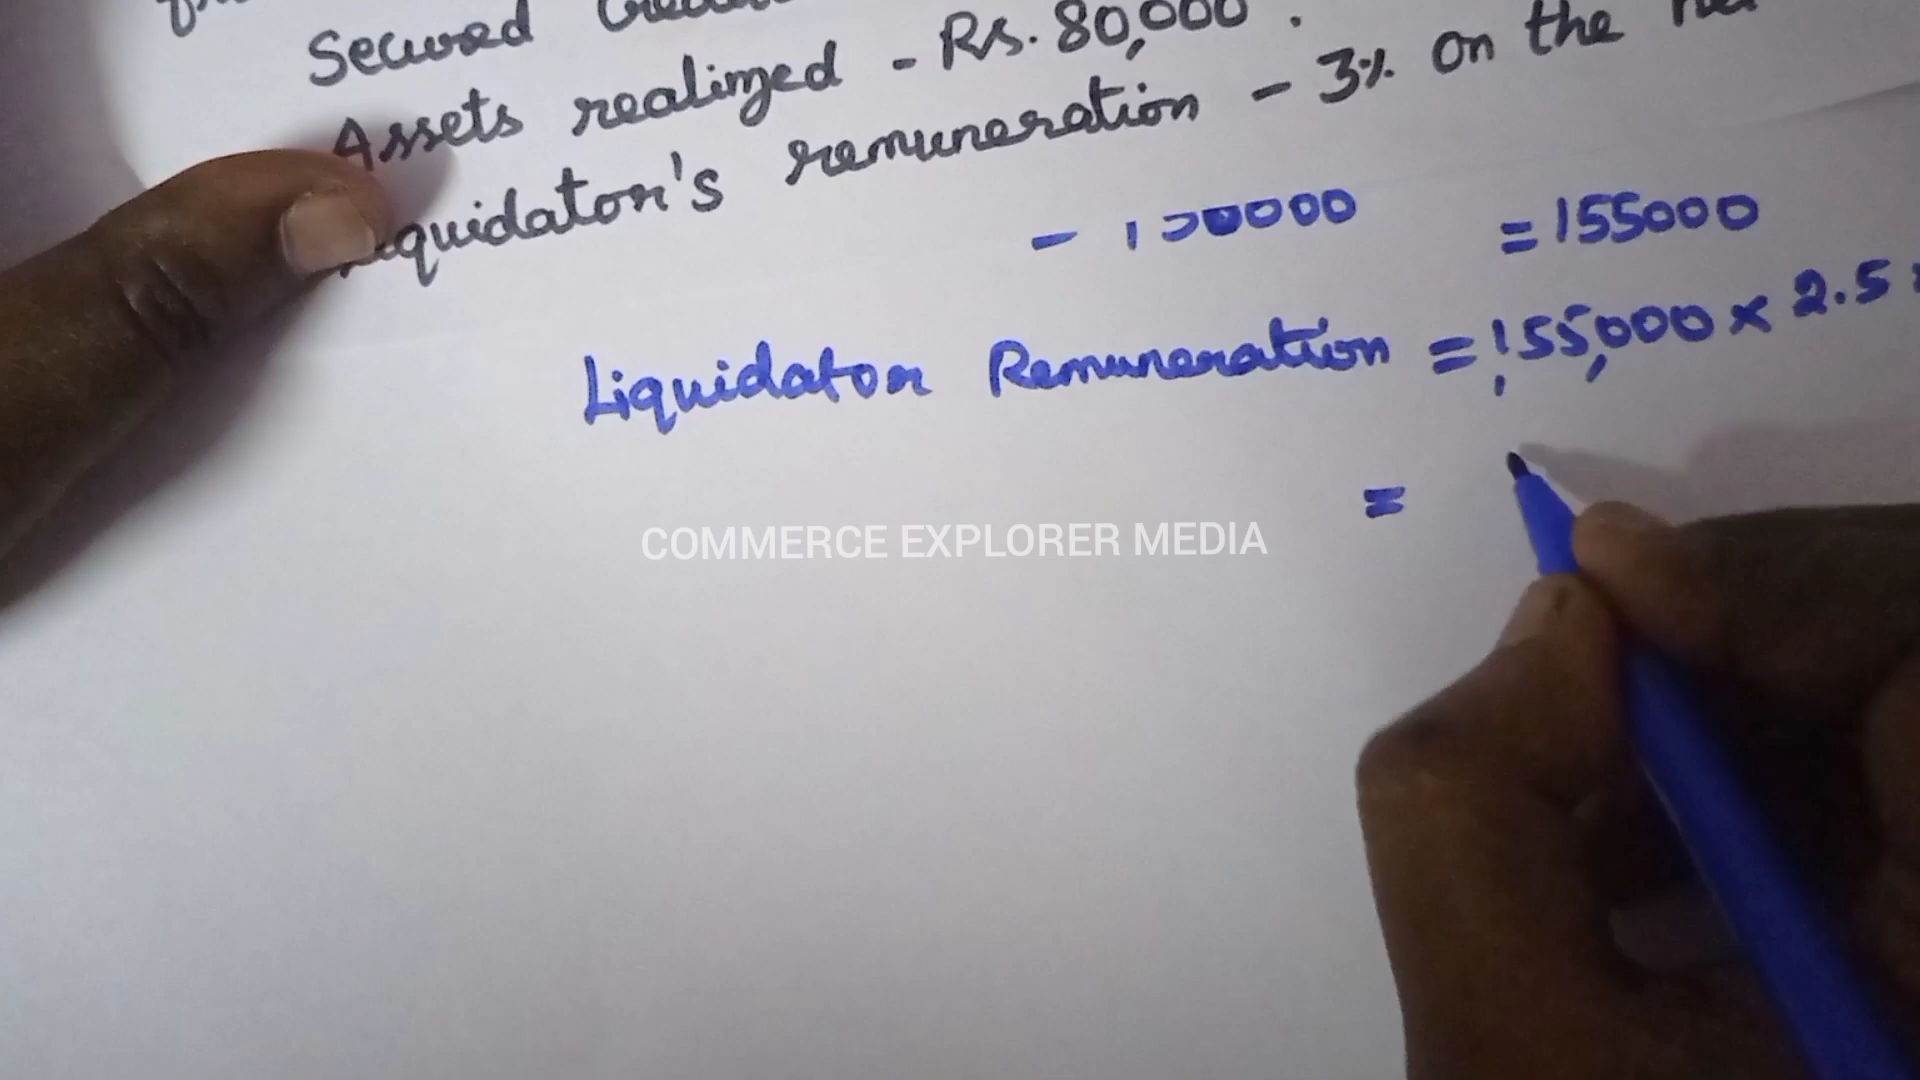 Secured
Assets realized - Rs. 80,000.
Liquidator's remuneration - 3% on the
= 155000
Liquidator Remuneration = 155,000 x 2.5
=
COMMERCE EXPLORER MEDIA